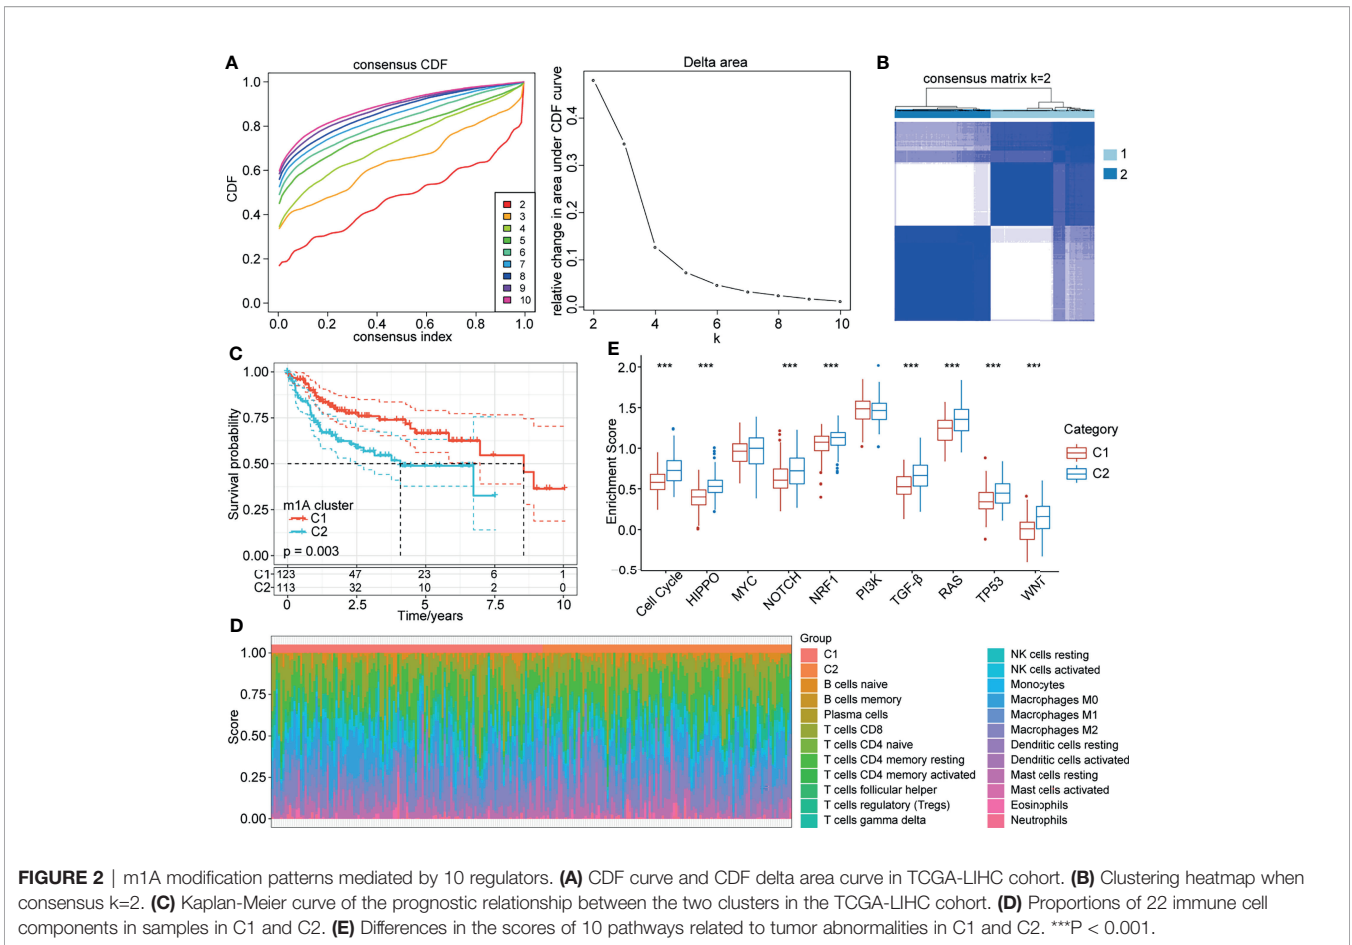 A
consensus CDF
CDF
1.0
0.8
0.6
0.4
0.2
0.0
2
3
4
5
6
7
8
9
10
0.0 0.2 0.4 0.6 0.8 1.0
consensus index
Delta area
relative change in area under CDF curve
0.4
0.3
0.2
0.1
0.0
2 4 6 8 10
k
B
consensus matrix k=2
1
2
C
Survival probability
1.00
0.75
0.50
0.25
0.00
m1A cluster
C1
C2
p = 0.003
C1 123 47 23 6 1
C2 113 32 10 2 0
0 2.5 5 7.5 10
Time/years
E
Enrichment Score
2.0
1.5
1.0
0.5
0.0
-0.5
*** *** *** *** *** *** *** ***
Cell Cycle HIPPO MYC NOTCH NRF1 PI3K TGF-β RAS TP53 WNT
Category
C1
C2
D
Score
1.00
0.75
0.50
0.25
0.00
Group
C1
C2
B cells naive
B cells memory
Plasma cells
T cells CD8
T cells CD4 naive
T cells CD4 memory resting
T cells CD4 memory activated
T cells follicular helper
T cells regulatory (Tregs)
T cells gamma delta
NK cells resting
NK cells activated
Monocytes
Macrophages M0
Macrophages M1
Macrophages M2
Dendritic cells resting
Dendritic cells activated
Mast cells resting
Mast cells activated
Eosinophils
Neutrophils
FIGURE 2 | m1A modification patterns mediated by 10 regulators. (A) CDF curve and CDF delta area curve in TCGA-LIHC cohort. (B) Clustering heatmap when
consensus k=2. (C) Kaplan-Meier curve of the prognostic relationship between the two clusters in the TCGA-LIHC cohort. (D) Proportions of 22 immune cell
components in samples in C1 and C2. (E) Differences in the scores of 10 pathways related to tumor abnormalities in C1 and C2. ***P < 0.001.